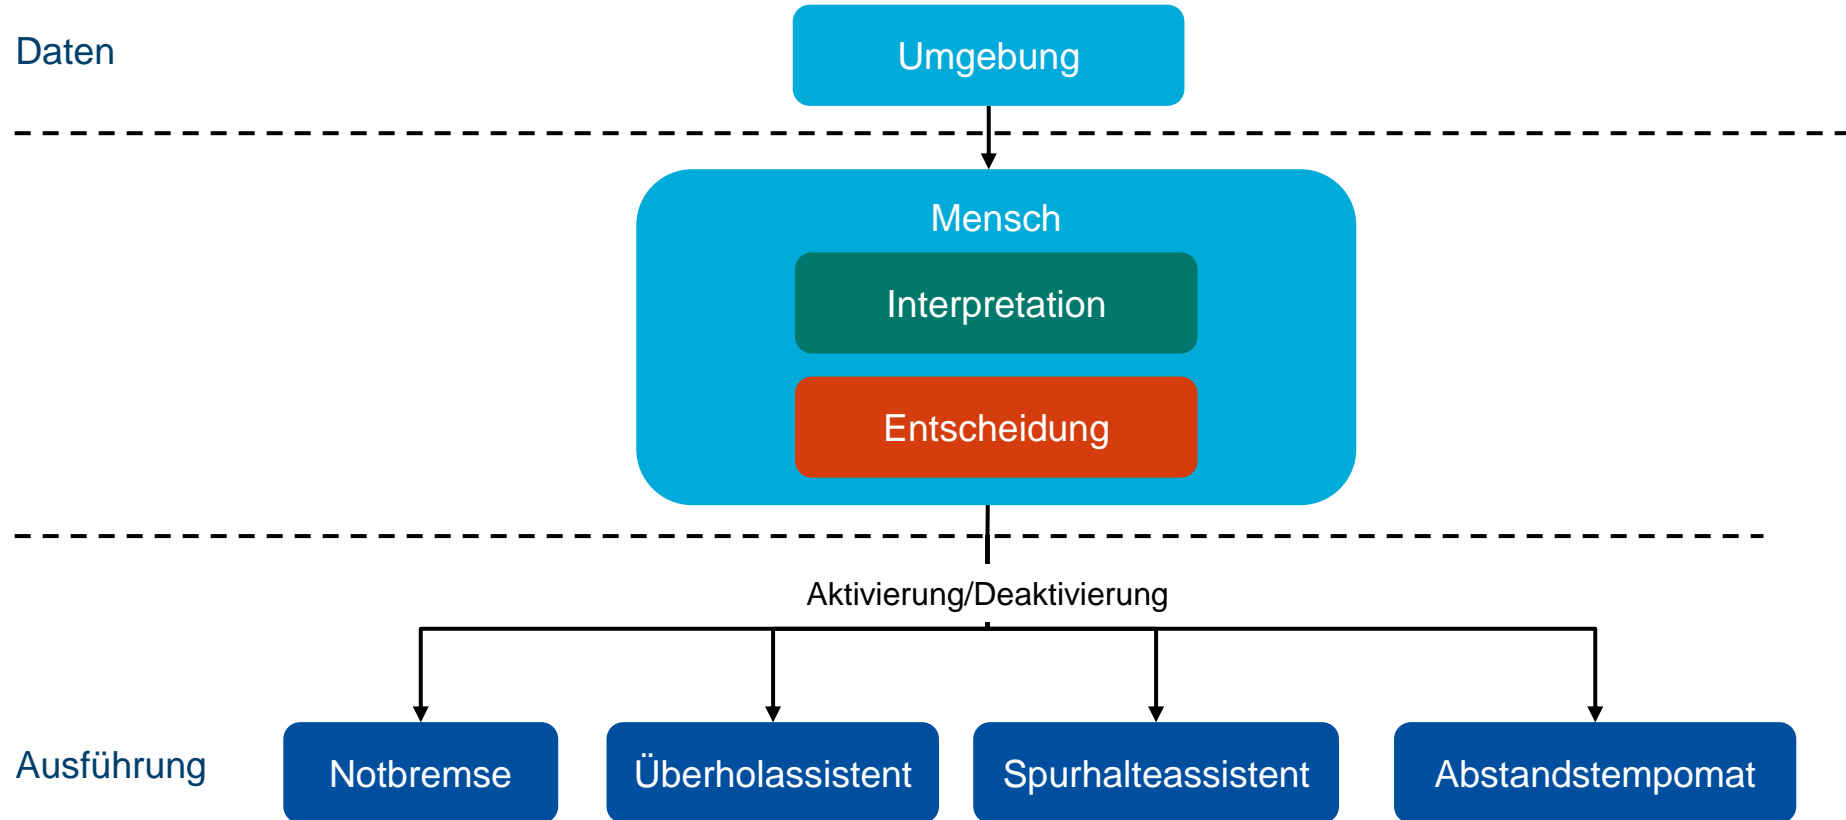 Daten
Umgebung
Mensch
Interpretation
Entscheidung
Aktivierung/Deaktivierung
Ausführung
Notbremse
Überholassistent
Spurhalteassistent
Abstandstempomat